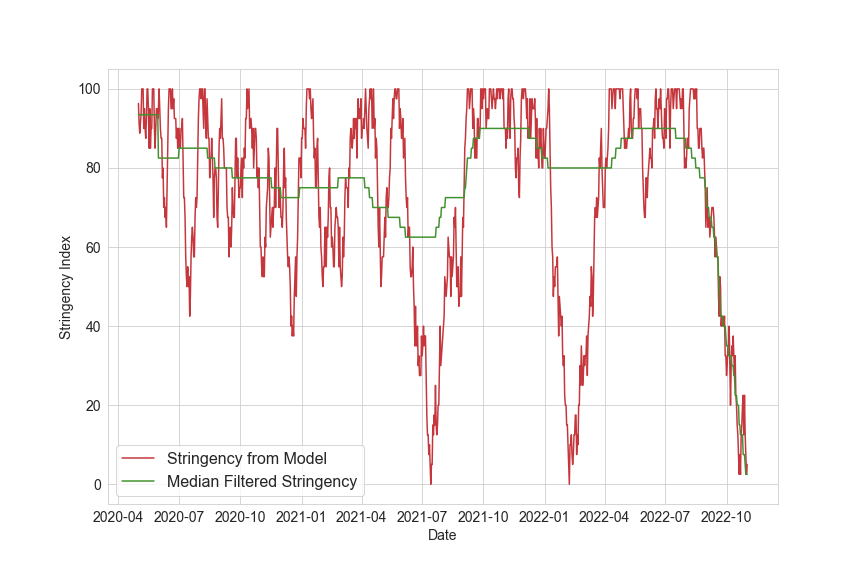 100
80
60
40
20
0
Stringency Index
Stringency from Model
Median Filtered Stringency
2020-04 2020-07 2020-10 2021-01 2021-04 2021-07 2021-10 2022-01 2022-04 2022-07 2022-10
Date